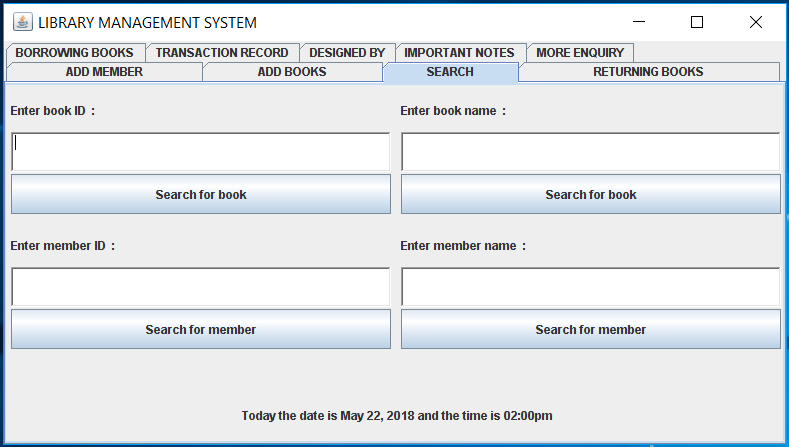 LIBRARY MANAGEMENT SYSTEM
BORROWING BOOKS TRANSACTION RECORD DESIGNED BY IMPORTANT NOTES MORE ENQUIRY
ADD MEMBER ADD BOOKS SEARCH RETURNING BOOKS
Enter book ID : Enter book name :
Search for book Search for book
Enter member ID : Enter member name :
Search for member Search for member
Today the date is May 22, 2018 and the time is 02:00pm